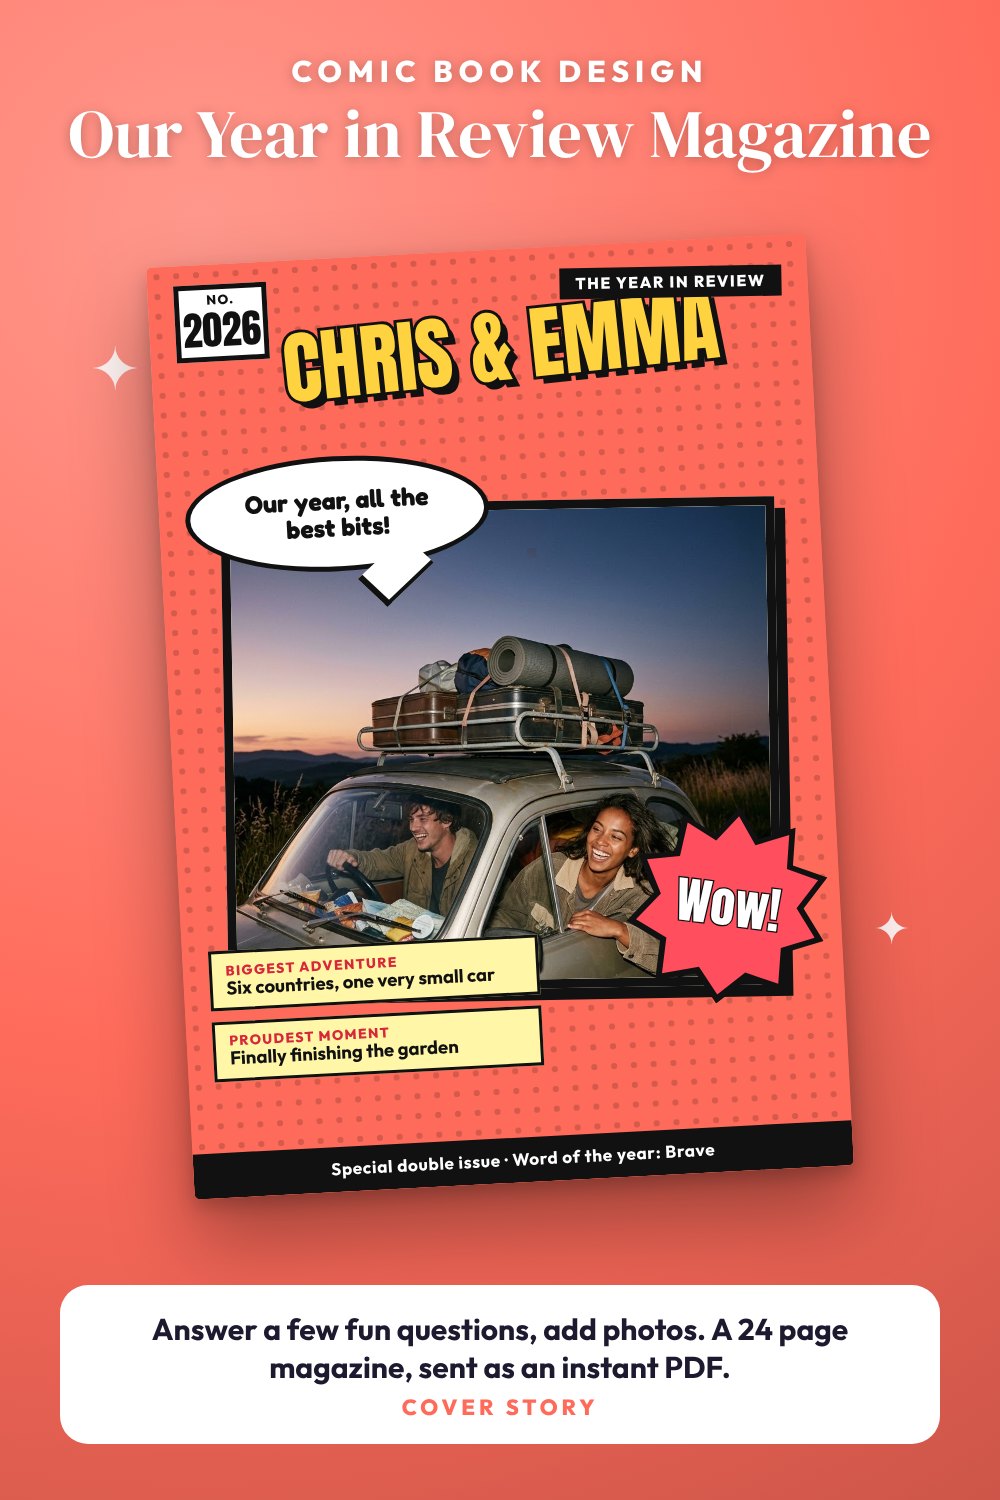 COMIC BOOK DESIGN
Our Year in Review Magazine
NO.
2026
THE YEAR IN REVIEW
CHRIS & EMMA
Our year, all the
best bits!
Wow!
BIGGEST ADVENTURE
Six countries, one very small car
PROUDEST MOMENT
Finally finishing the garden
Special double issue · Word of the year: Brave
Answer a few fun questions, add photos. A 24 page
magazine, sent as an instant PDF.
COVER STORY